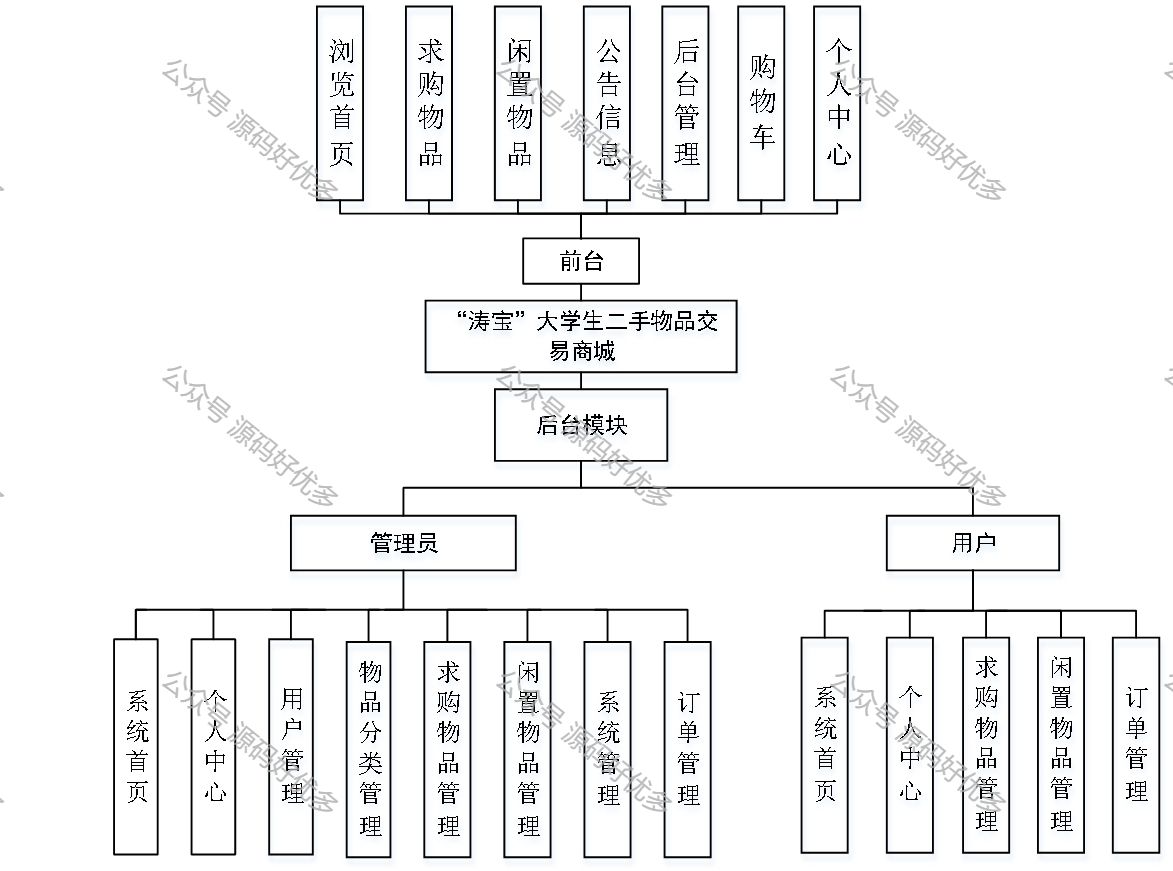 浏览首页
求购物品
闲置物品
公告信息
后台管理
购物车
个人中心
前台
“涛宝”大学生二手物品交
易商城
后台模块
管理员
用户
系统首页
个人中心
用户管理
物品分类管理
求购物品管理
闲置物品管理
系统管理
订单管理
系统首页
个人中心
求购物品管理
闲置物品管理
订单管理
公众号 源码好优多
公众号 源码好优多
公众号 源码好优多
公众号 源码好优多
公众号 源码好优多
公众号 源码好优多
公众号 源码好优多
公众号 源码好优多
公众号 源码好优多